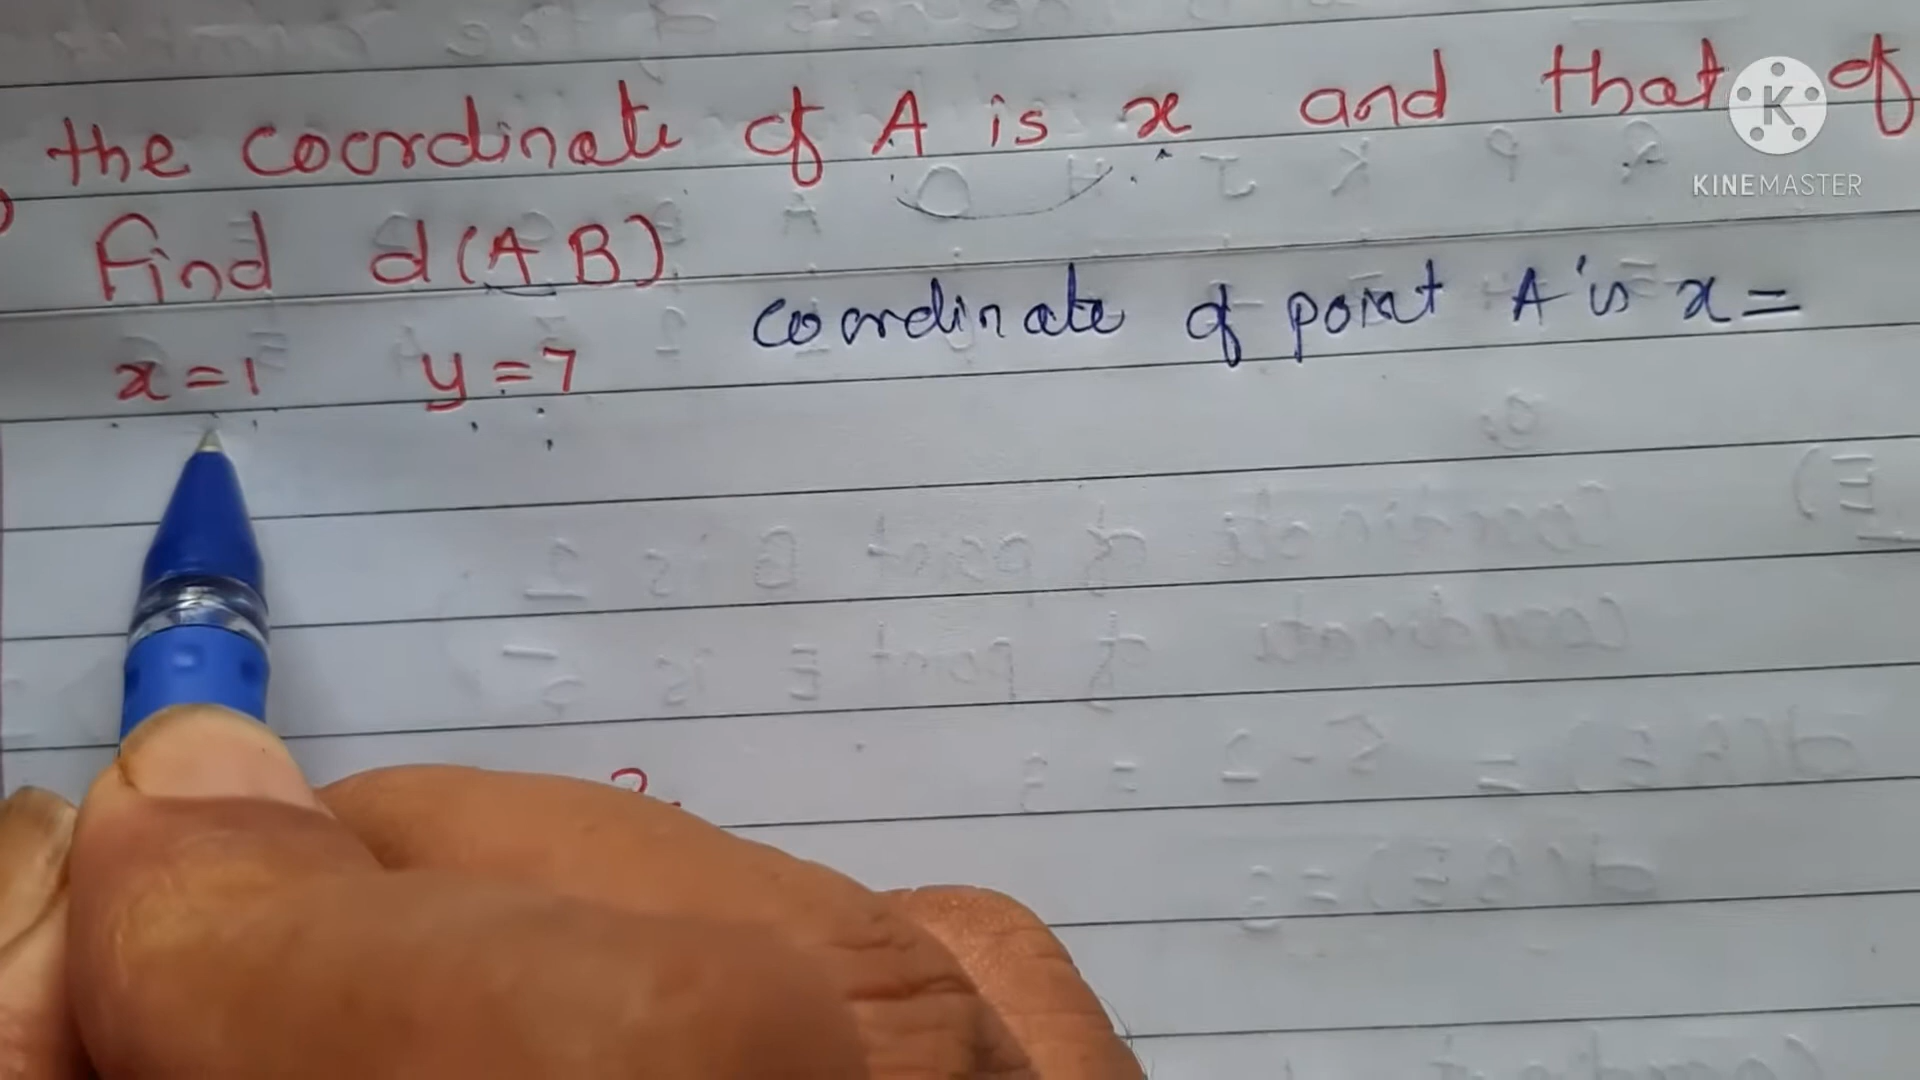 the coordinate of A is x and that of
Find d(A B)
coordinate of point A is x =
x = 1 y = 7
KINEMASTER